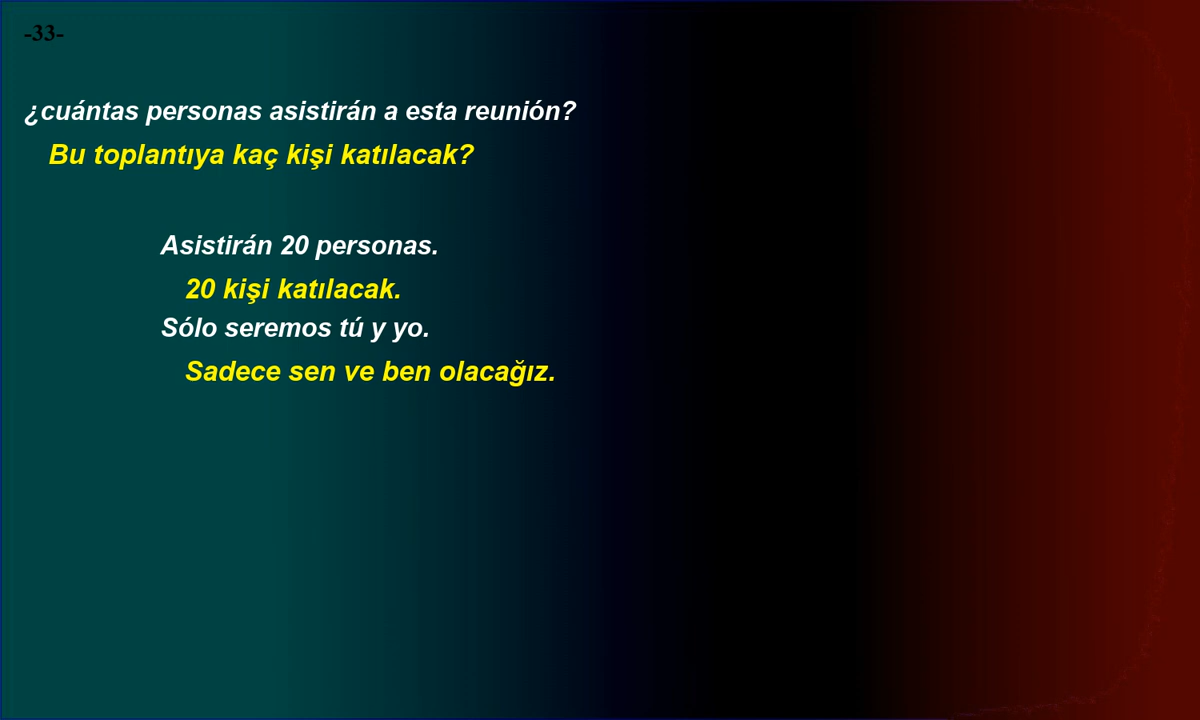 -33-
¿cuántas personas asistirán a esta reunión?
Bu toplantıya kaç kişi katılacak?
Asistirán 20 personas.
20 kişi katılacak.
Sólo seremos tú y yo.
Sadece sen ve ben olacağız.